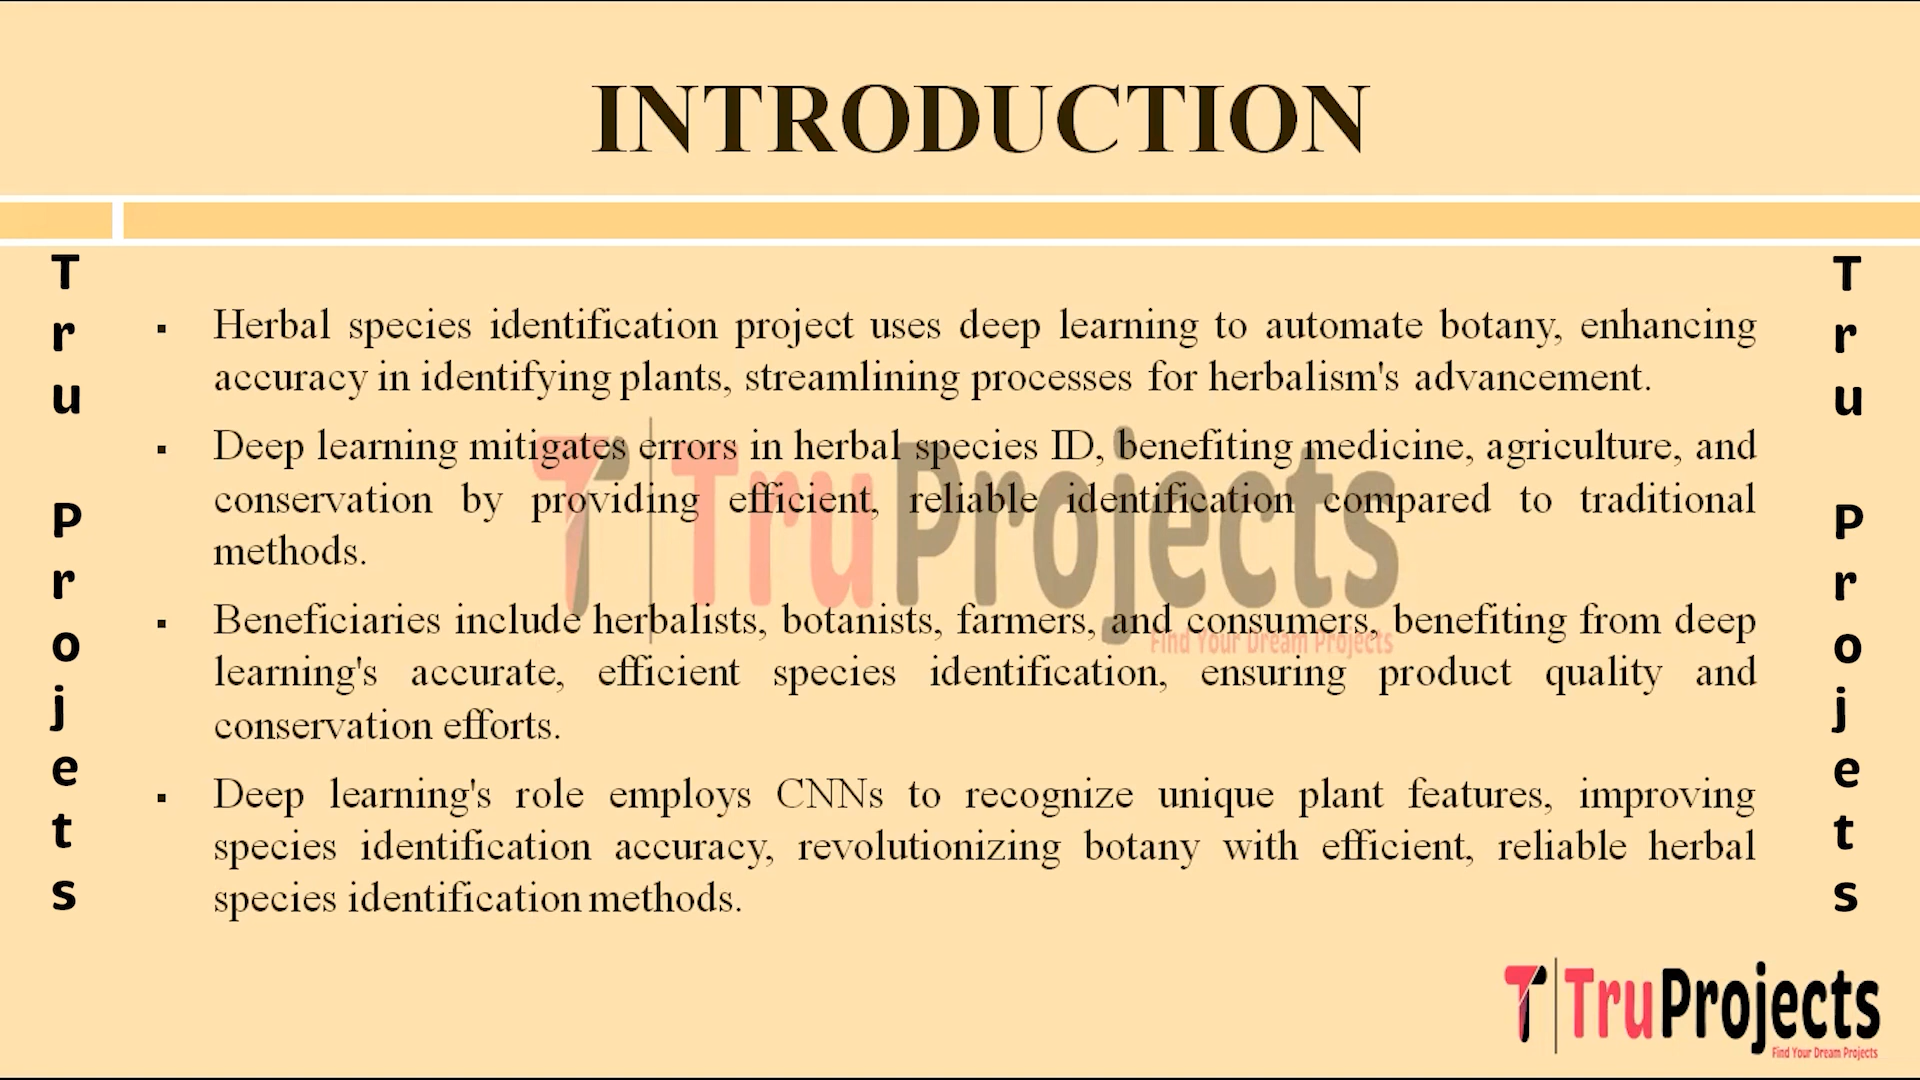 INTRODUCTION
Tru Projets
▪ Herbal species identification project uses deep learning to automate botany, enhancing
accuracy in identifying plants, streamlining processes for herbalism's advancement.
▪ Deep learning mitigates errors in herbal species ID, benefiting medicine, agriculture, and
conservation by providing efficient, reliable identification compared to traditional
methods.
▪ Beneficiaries include herbalists, botanists, farmers, and consumers, benefiting from deep
learning's accurate, efficient species identification, ensuring product quality and
conservation efforts.
▪ Deep learning's role employs CNNs to recognize unique plant features, improving
species identification accuracy, revolutionizing botany with efficient, reliable herbal
species identification methods.
TruProjects
Find Your Dream Projects
Tru Projets
T TruProjects
Find Your Dream Projects